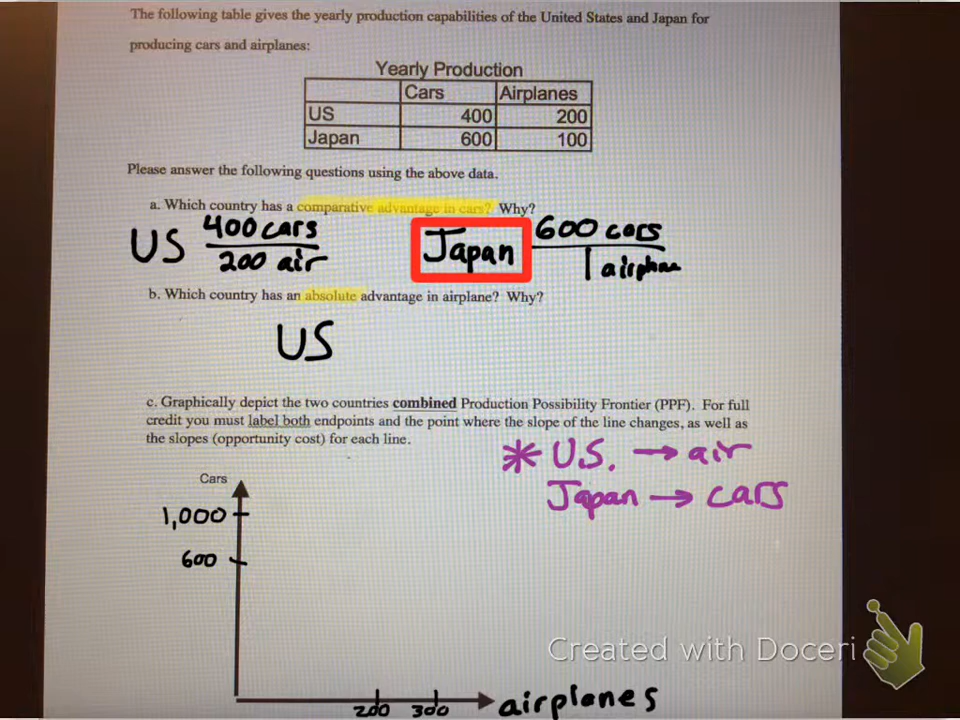 The following table gives the yearly production capabilities of the United States and Japan for
producing cars and airplanes:
Yearly Production
Cars Airplanes
US 400 200
Japan 600 100
Please answer the following questions using the above data.
a. Which country has a comparative advantage in cars? Why?
US 400 cars Japan 600 cars
200 air 1 airplane
b. Which country has an absolute advantage in airplane? Why?
US
c. Graphically depict the two countries combined Production Possibility Frontier (PPF). For full
credit you must label both endpoints and the point where the slope of the line changes, as well as
the slopes (opportunity cost) for each line.
* U.S. → air
Japan → cars
Cars
1,000
600
Created with Doceri
200 300 airplanes